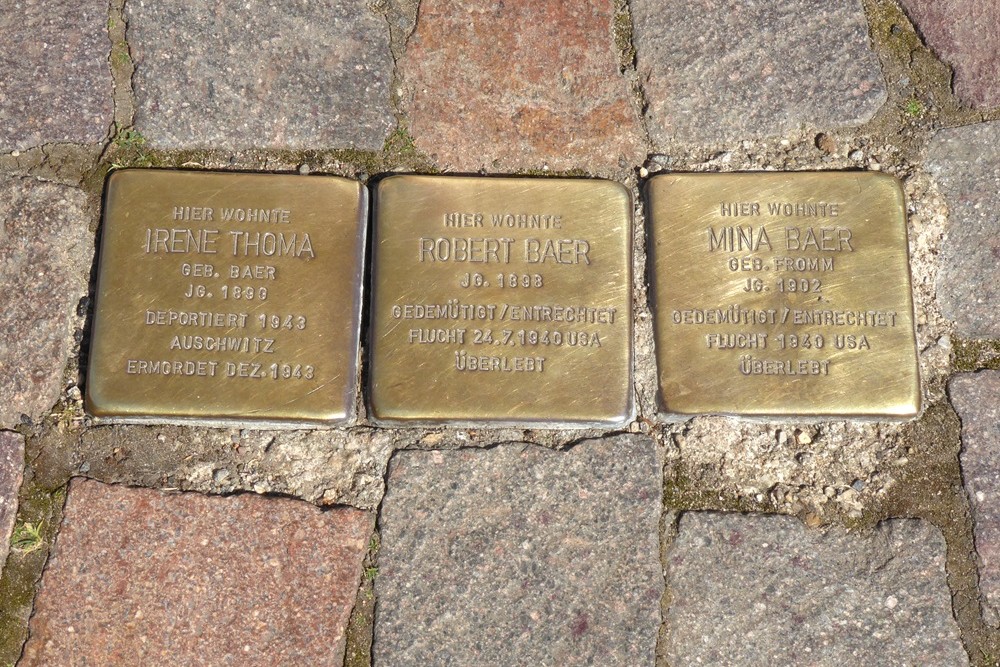 HIER WOHNTE
IRENE THOMA
GEB. BAER
JG. 1899
DEPORTIERT 1943
AUSCHWITZ
ERMORDET DEZ. 1943
HIER WOHNTE
ROBERT BAER
JG. 1898
GEDEMÜTIGT/ENTRECHTET
FLUCHT 24.7.1940 USA
ÜBERLEBT
HIER WOHNTE
MINA BAER
GEB. FROMM
JG. 1902
GEDEMÜTIGT/ENTRECHTET
FLUCHT 1940 USA
ÜBERLEBT